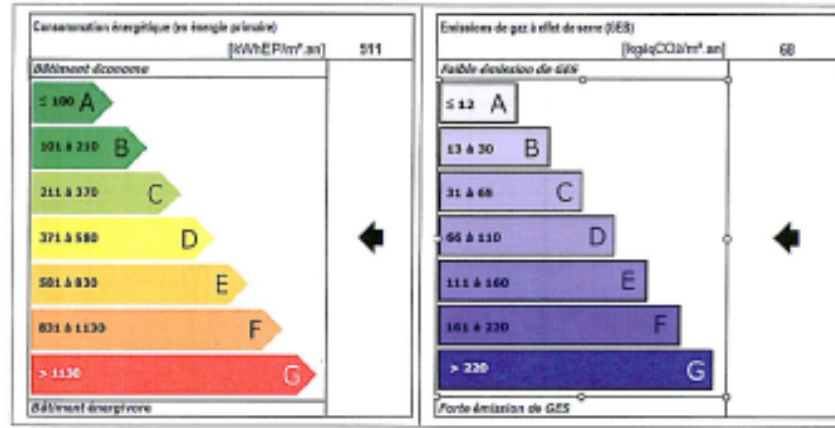 Consommation énergétique (en énergie primaire)
[kWhEP/m².an] 511
Bâtiment économe
≤ 100 A
101 à 210 B
211 à 370 C
371 à 580 D
581 à 830 E
831 à 1130 F
> 1130 G
Bâtiment énergivore
Emissions de gaz à effet de serre (GES)
[kgéqCO2/m².an] 68
Faible émission de GES
≤ 12 A
13 à 30 B
31 à 65 C
66 à 110 D
111 à 160 E
161 à 220 F
> 220 G
Forte émission de GES